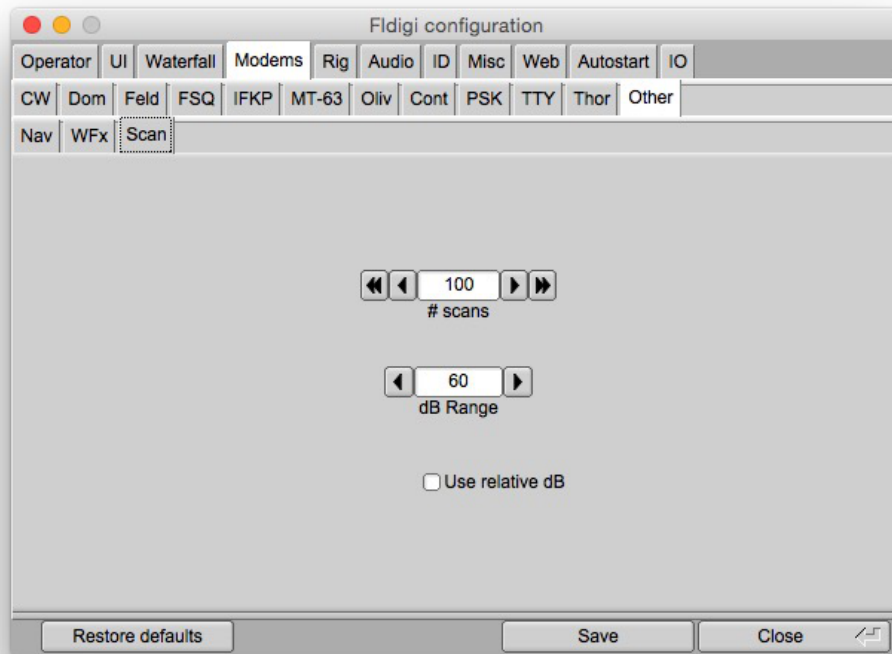 Fldigi configuration
Operator UI Waterfall Modems Rig Audio ID Misc Web Autostart IO
CW Dom Feld FSQ IFKP MT-63 Oliv Cont PSK TTY Thor Other
Nav WFx Scan
100
# scans
60
dB Range
Use relative dB
Restore defaults Save Close